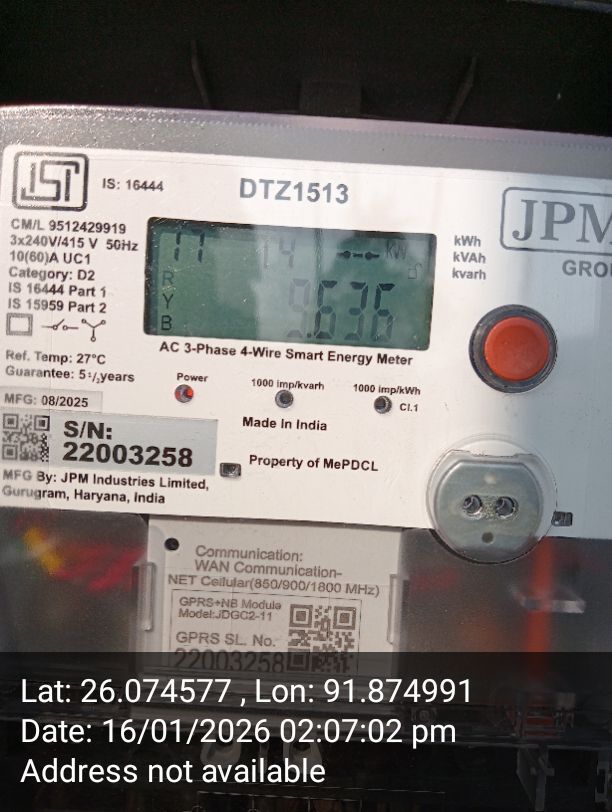 ISI
IS: 16444
DTZ1513
JPM
GROU
CM/L 9512429919
3x240V/415 V 50Hz
10(60)A UC1
Category: D2
IS 16444 Part 1
IS 15959 Part 2
Ref. Temp: 27°C
Guarantee: 5½years
MFG: 08/2025
kW
R
Y
B
9.636
kWh
kVAh
kvarh
AC 3-Phase 4-Wire Smart Energy Meter
Power
1000 imp/kvarh
1000 imp/kWh
Cl.1
Made In India
S/N:
22003258
Property of MePDCL
MFG By: JPM Industries Limited,
Gurugram, Haryana, India
Communication:
WAN Communication-
NET Cellular(850/900/1800 MHz)
GPRS+NB Module
Model:JDGC2-11
GPRS SL. No.
22003258
Lat: 26.074577 , Lon: 91.874991
Date: 16/01/2026 02:07:02 pm
Address not available